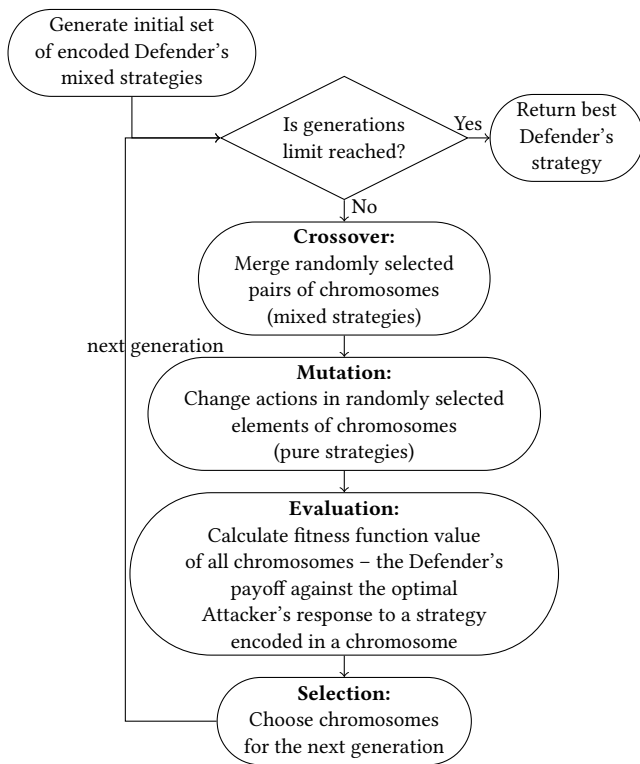 Generate initial set
of encoded Defender's
mixed strategies
Is generations
limit reached?
Yes
Return best
Defender's
strategy
No
Crossover:
Merge randomly selected
pairs of chromosomes
(mixed strategies)
next generation
Mutation:
Change actions in randomly selected
elements of chromosomes
(pure strategies)
Evaluation:
Calculate fitness function value
of all chromosomes – the Defender's
payoff against the optimal
Attacker's response to a strategy
encoded in a chromosome
Selection:
Choose chromosomes
for the next generation